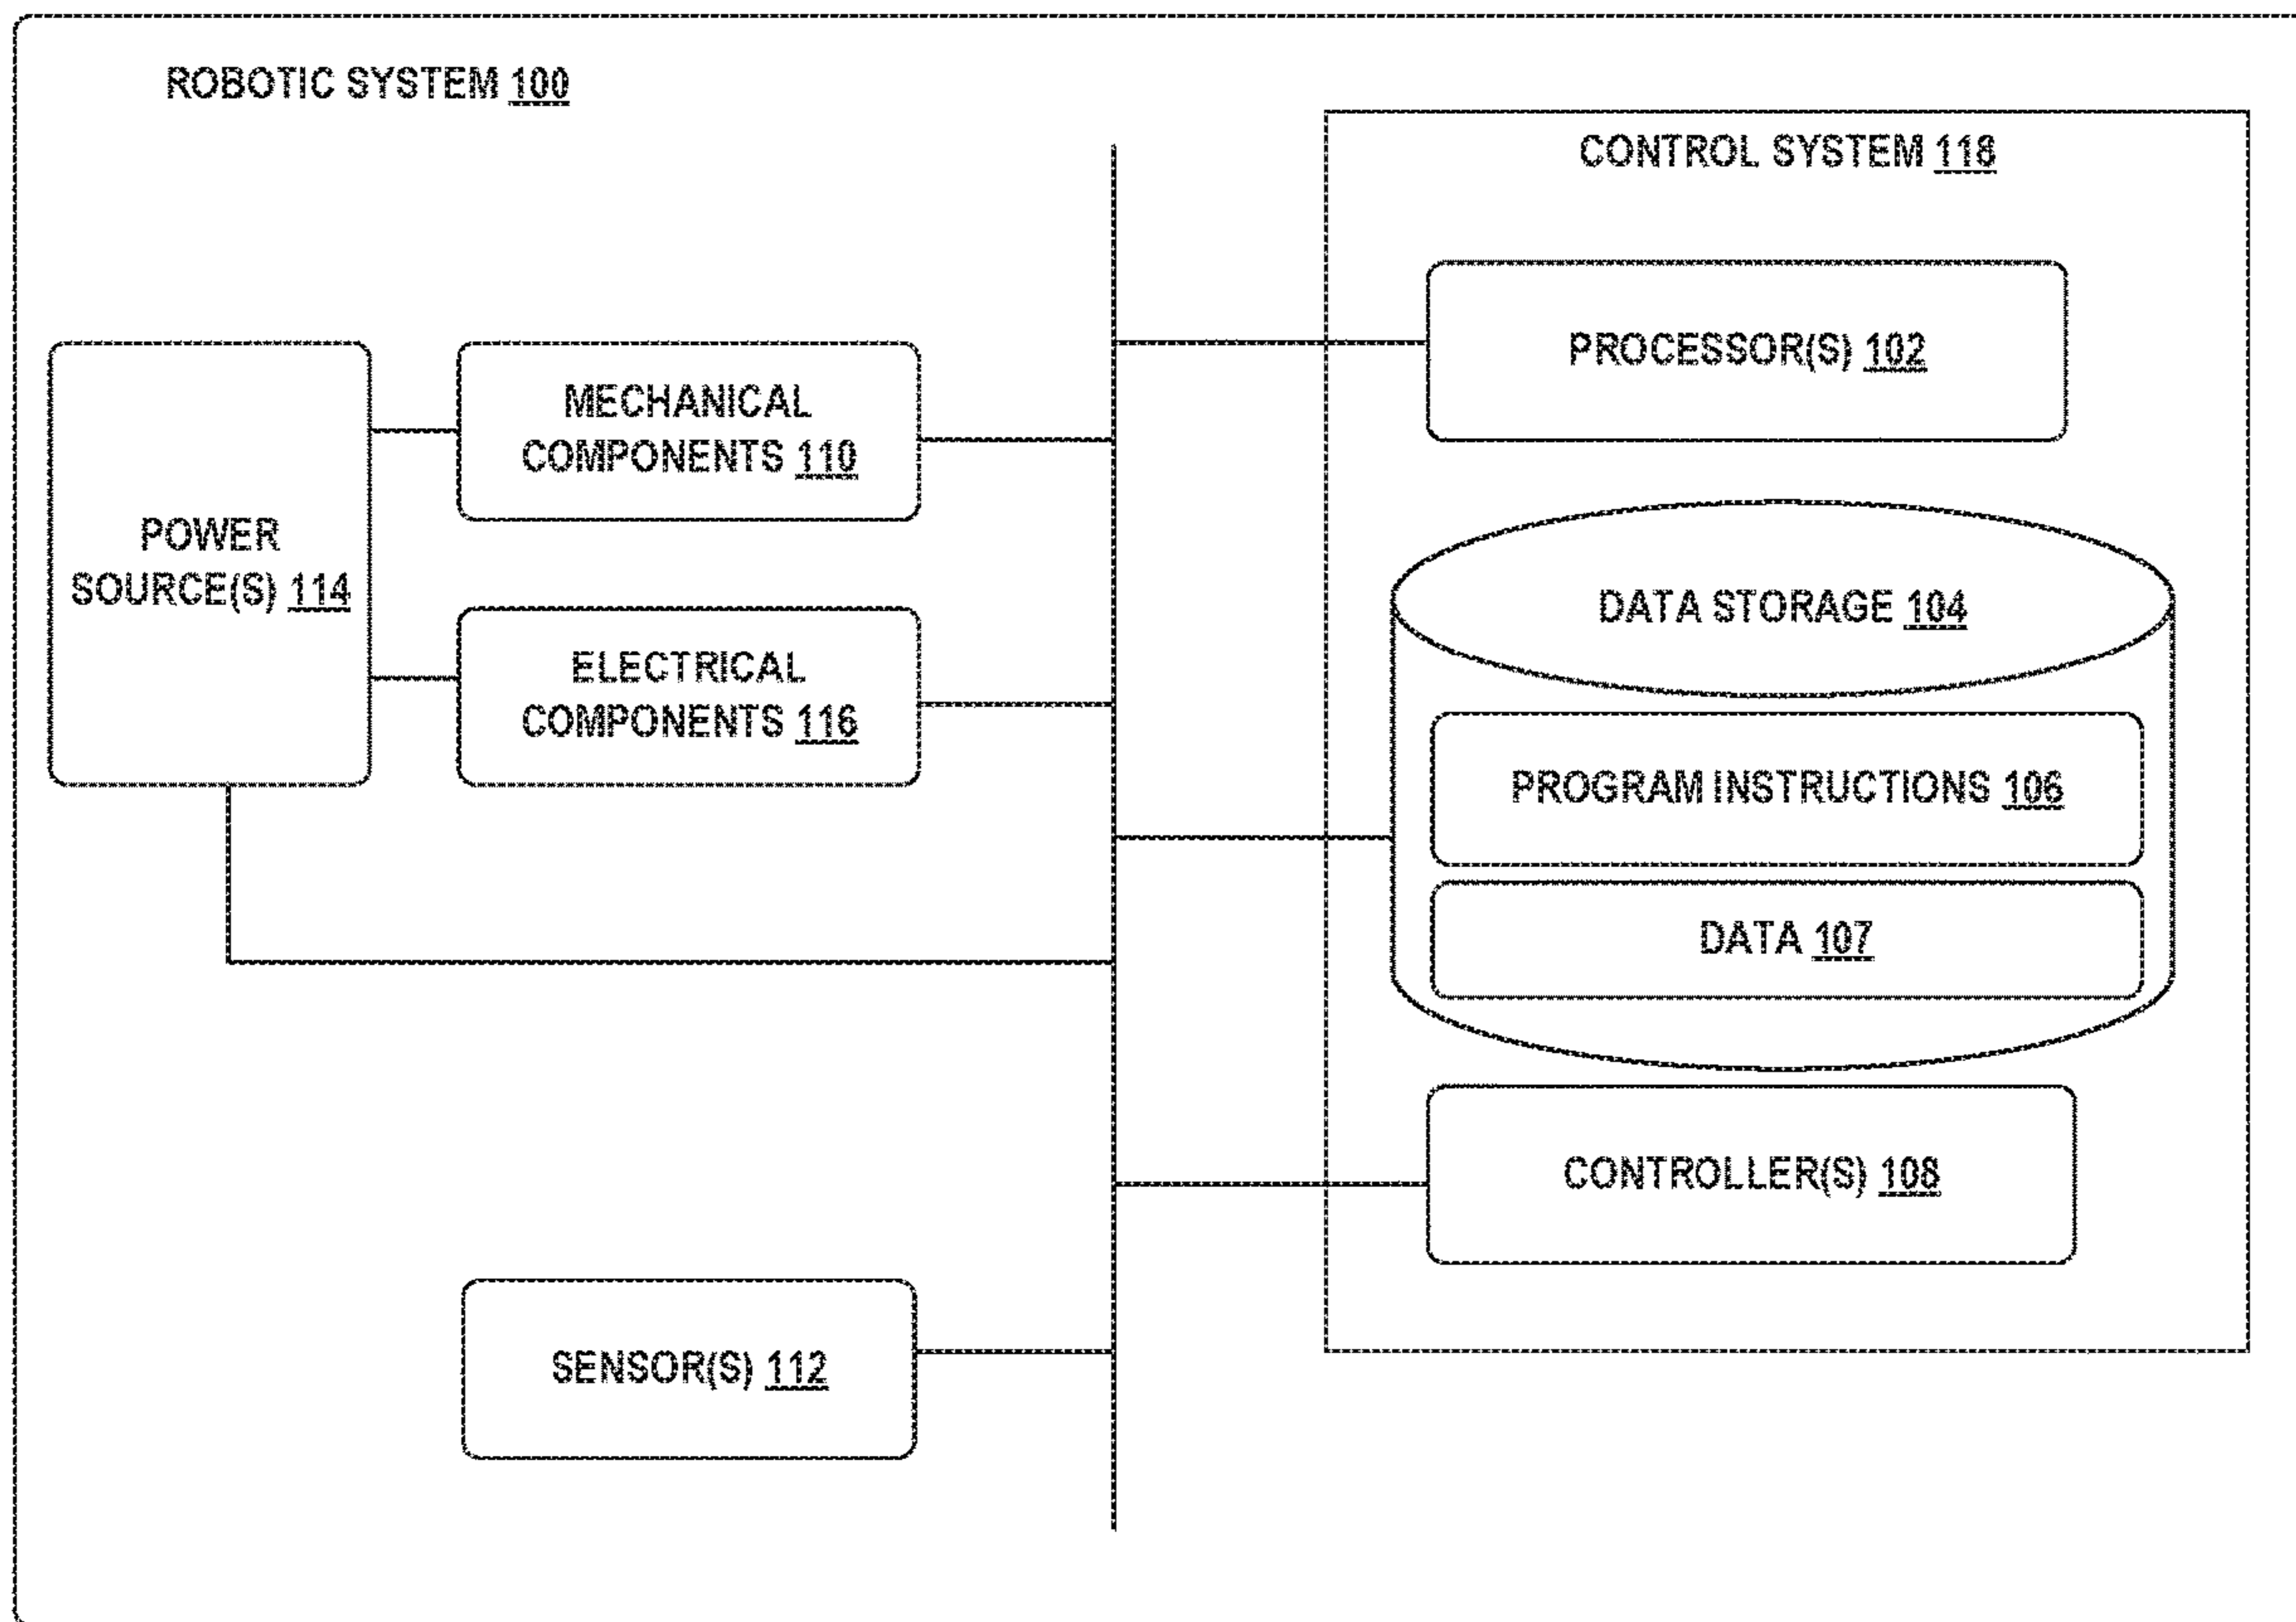 ROBOTIC SYSTEM 100
CONTROL SYSTEM 118
PROCESSOR(S) 102
MECHANICAL
COMPONENTS 110
POWER
SOURCE(S) 114
DATA STORAGE 104
ELECTRICAL
COMPONENTS 116
PROGRAM INSTRUCTIONS 106
DATA 107
CONTROLLER(S) 108
SENSOR(S) 112